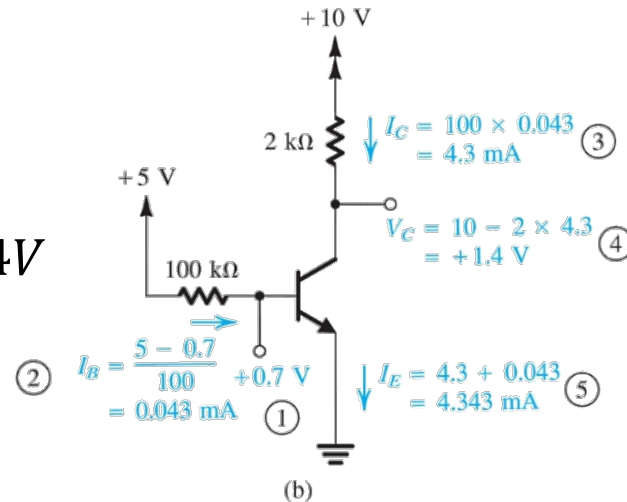 +10 V
2 kΩ
I_C = 100 × 0.043
= 4.3 mA
③
+5 V
V_C = 10 − 2 × 4.3
= +1.4 V
④
4V
100 kΩ
②
I_B = \frac{5 − 0.7}{100}
= 0.043 mA
+0.7 V
①
I_E = 4.3 + 0.043
= 4.343 mA
⑤
(b)